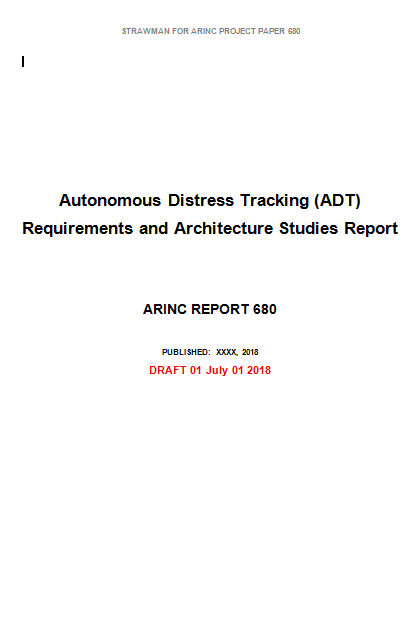 STRAWMAN FOR ARINC PROJECT PAPER 680
Autonomous Distress Tracking (ADT)
Requirements and Architecture Studies Report
ARINC REPORT 680
PUBLISHED: XXXX, 2018
DRAFT 01 July 01 2018